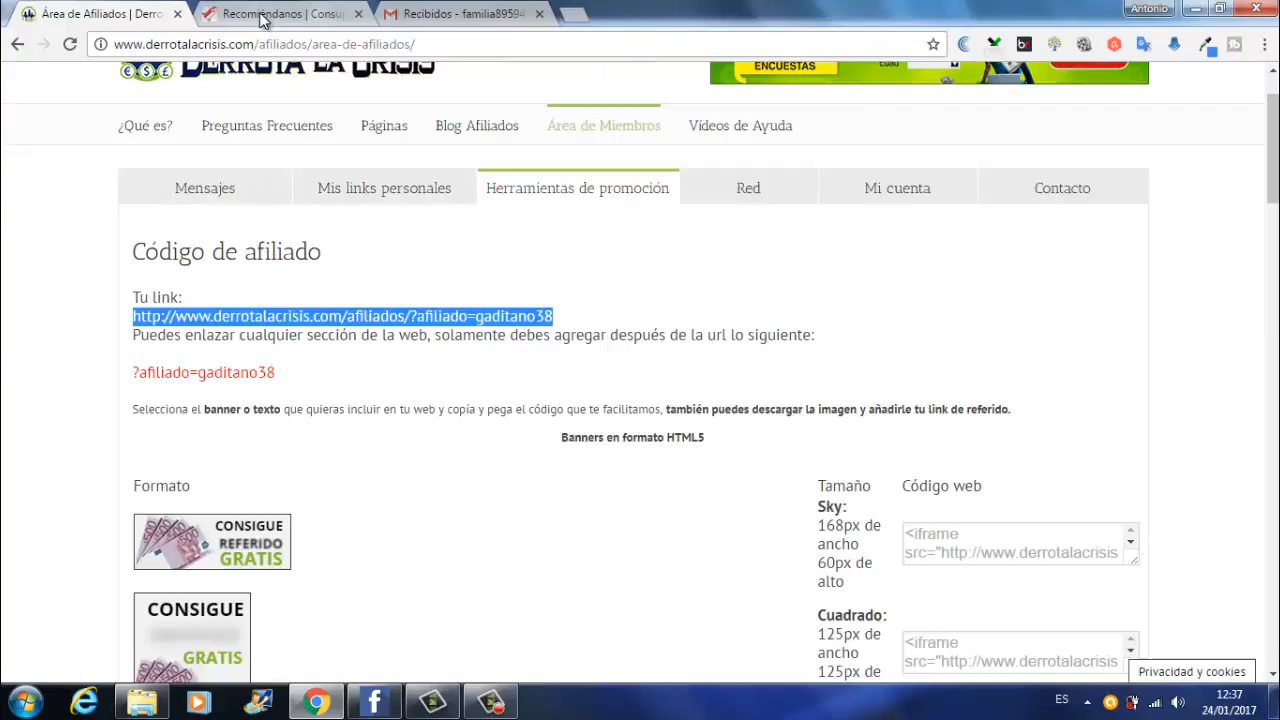 Área de Afiliados | Derro
Recomiéndanos | Consu
Recibidos - familia89594
Antonio
www.derrotalacrisis.com/afiliados/area-de-afiliados/
DERROTA LA CRISIS
ENCUESTAS
¿Qué es?
Preguntas Frecuentes
Páginas
Blog Afiliados
Área de Miembros
Vídeos de Ayuda
Mensajes
Mis links personales
Herramientas de promoción
Red
Mi cuenta
Contacto
Código de afiliado
Tu link:
http://www.derrotalacrisis.com/afiliados/?afiliado=gaditano38
Puedes enlazar cualquier sección de la web, solamente debes agregar después de la url lo siguiente:
?afiliado=gaditano38
Selecciona el banner o texto que quieras incluir en tu web y copía y pega el código que te facilitamos, también puedes descargar la imagen y añadirle tu link de referido.
Banners en formato HTML5
Formato
Tamaño
Código web
CONSIGUE
REFERIDO
GRATIS
Sky:
168px de
ancho
60px de
alto
<iframe
src="http://www.derrotalacrisis
CONSIGUE
GRATIS
Cuadrado:
125px de
ancho
125px de
<iframe
src="http://www.derrotalacrisis
Privacidad y cookies
ES
12:37
24/01/2017